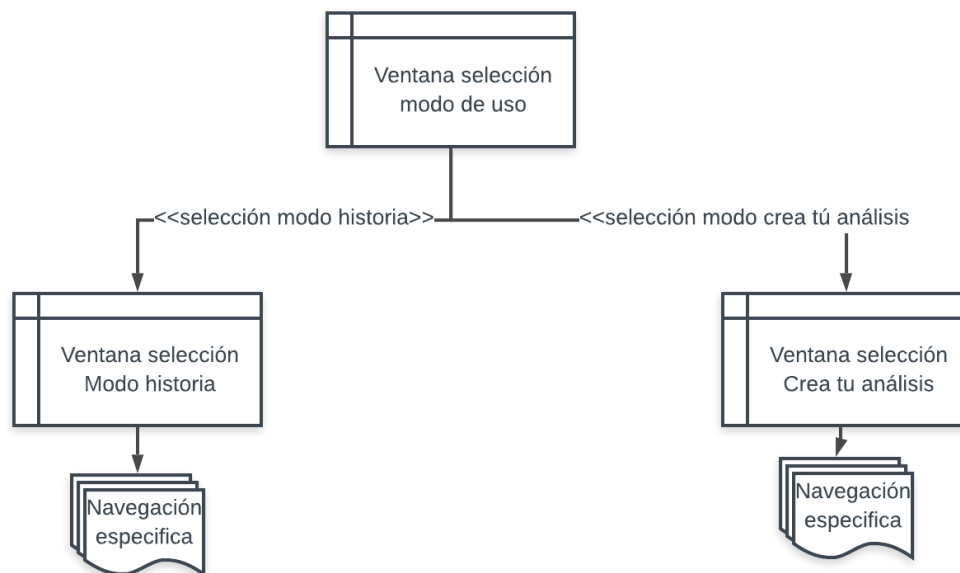 Ventana selección
modo de uso
<<selección modo historia>>
<<selección modo crea tú análisis
Ventana selección
Modo historia
Ventana selección
Crea tu análisis
Navegación
especifica
Navegación
especifica